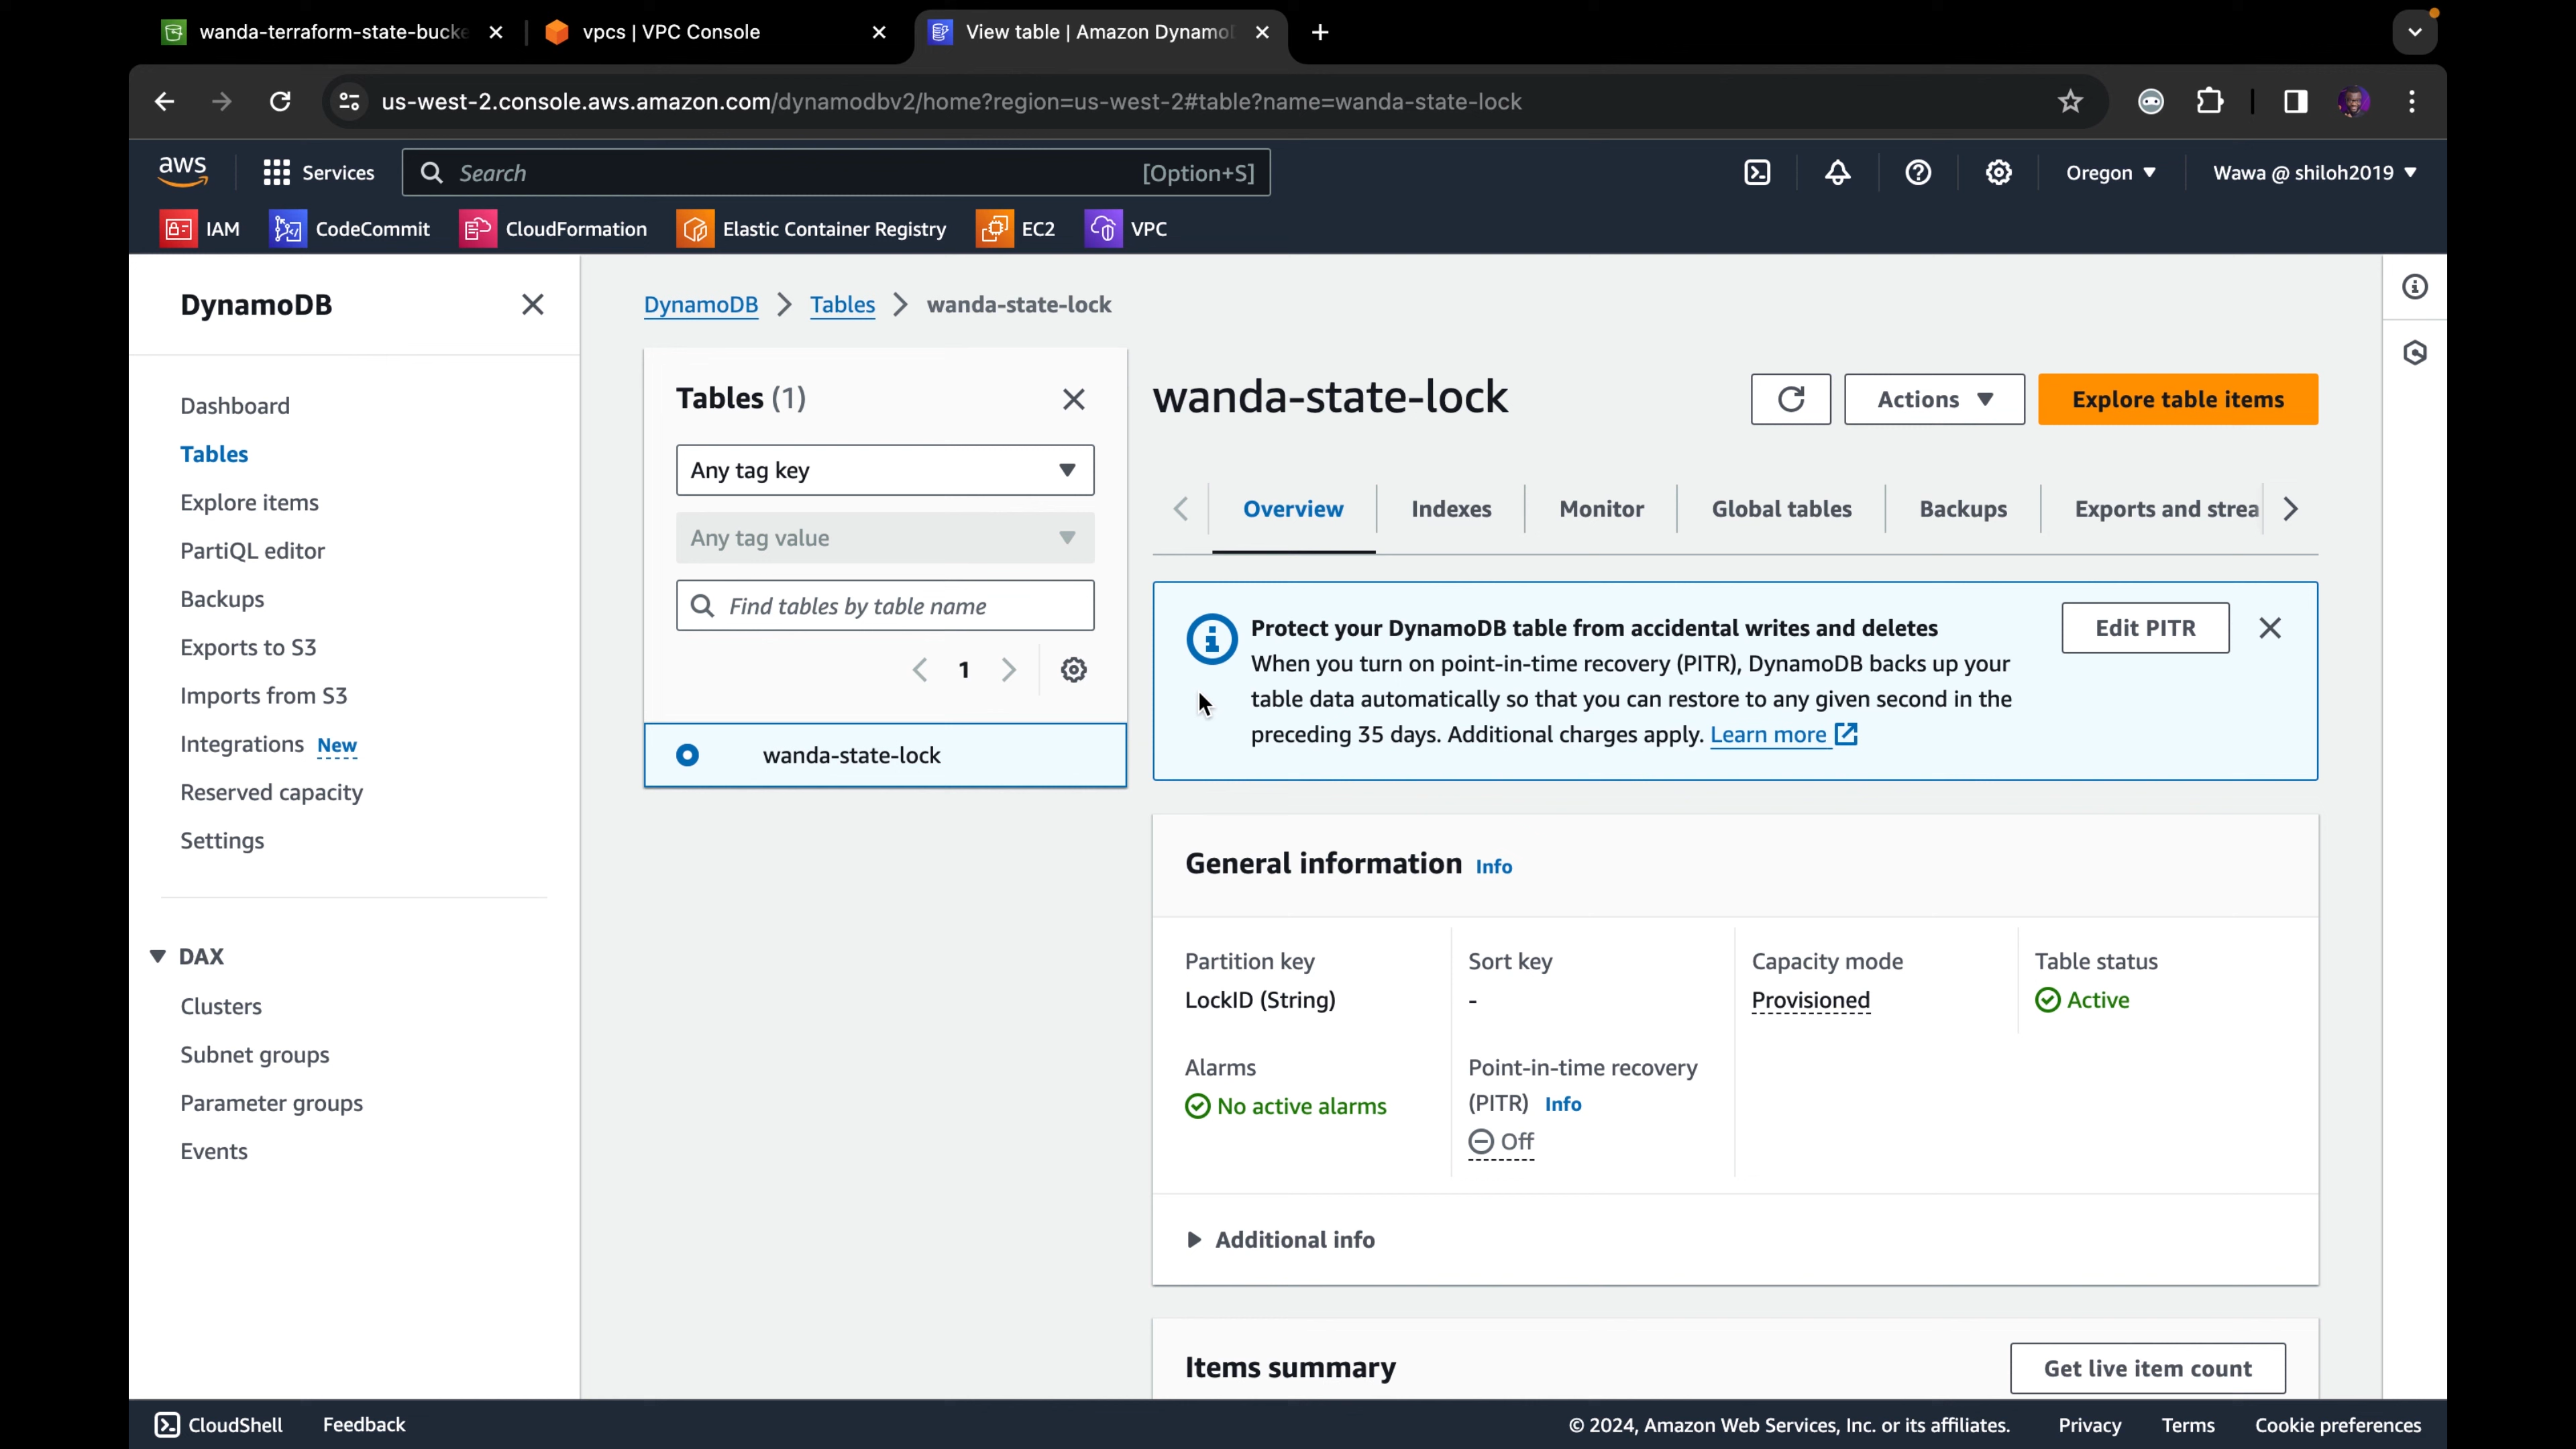 wanda-terraform-state-bucke
vpcs | VPC Console
View table | Amazon Dynamo
us-west-2.console.aws.amazon.com/dynamodbv2/home?region=us-west-2#table?name=wanda-state-lock
aws
Services
Search
[Option+S]
Oregon
Wawa @ shiloh2019
IAM
CodeCommit
CloudFormation
Elastic Container Registry
EC2
VPC
DynamoDB
Dashboard
Tables
Explore items
PartiQL editor
Backups
Exports to S3
Imports from S3
Integrations New
Reserved capacity
Settings
DAX
Clusters
Subnet groups
Parameter groups
Events
DynamoDB
Tables
wanda-state-lock
Tables (1)
Any tag key
Any tag value
Find tables by table name
1
wanda-state-lock
wanda-state-lock
Actions
Explore table items
Overview
Indexes
Monitor
Global tables
Backups
Exports and strea
Protect your DynamoDB table from accidental writes and deletes
When you turn on point-in-time recovery (PITR), DynamoDB backs up your
table data automatically so that you can restore to any given second in the
preceding 35 days. Additional charges apply. Learn more
Edit PITR
General information Info
Partition key
LockID (String)
Sort key
-
Capacity mode
Provisioned
Table status
Active
Alarms
No active alarms
Point-in-time recovery
(PITR) Info
Off
Additional info
Items summary
Get live item count
CloudShell
Feedback
© 2024, Amazon Web Services, Inc. or its affiliates.
Privacy
Terms
Cookie preferences